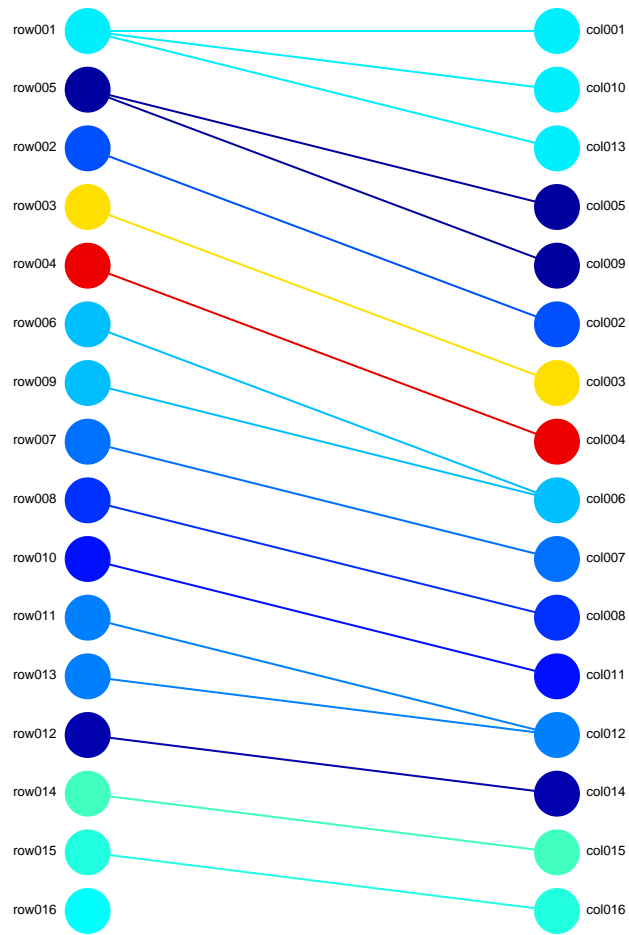 row001 col001
row005 col010
row002 col013
row003 col005
row004 col009
row006 col002
row009 col003
row007 col004
row008 col006
row010 col007
row011 col008
row013 col011
row012 col012
row014 col014
row015 col015
row016 col016